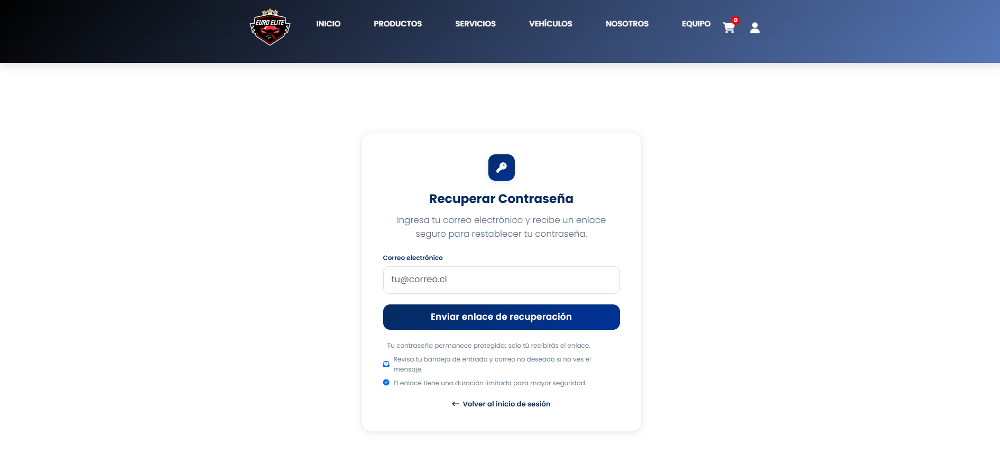 EURO ELITE
INICIO
PRODUCTOS
SERVICIOS
VEHÍCULOS
NOSOTROS
EQUIPO
0
Recuperar Contraseña
Ingresa tu correo electrónico y recibe un enlace
seguro para restablecer tu contraseña.
Correo electrónico
tu@correo.cl
Enviar enlace de recuperación
Tu contraseña permanece protegida; solo tú recibirás el enlace.
Revisa tu bandeja de entrada y correo no deseado si no ves el
mensaje.
El enlace tiene una duración limitada para mayor seguridad.
Volver al inicio de sesión